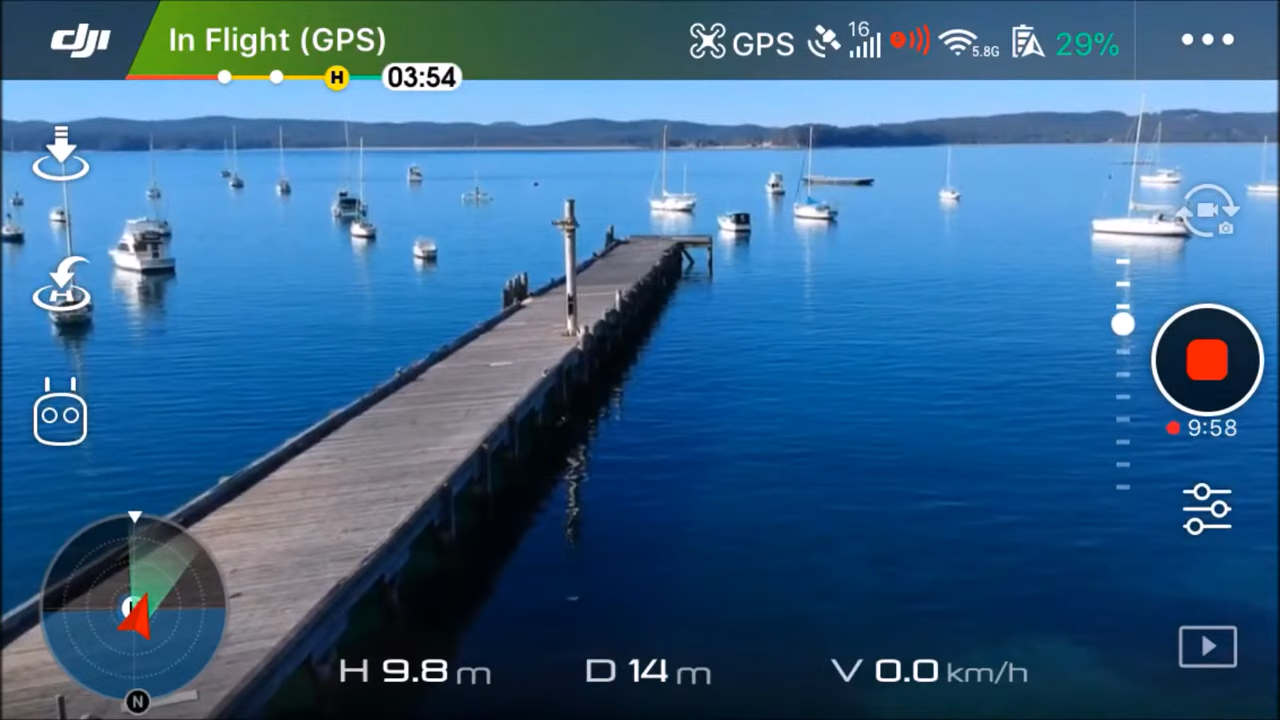 dji In Flight (GPS) GPS 16 5.8G 29%
H 03:54
H
9:58
N
H 9.8 m D 14 m V 0.0 km/h